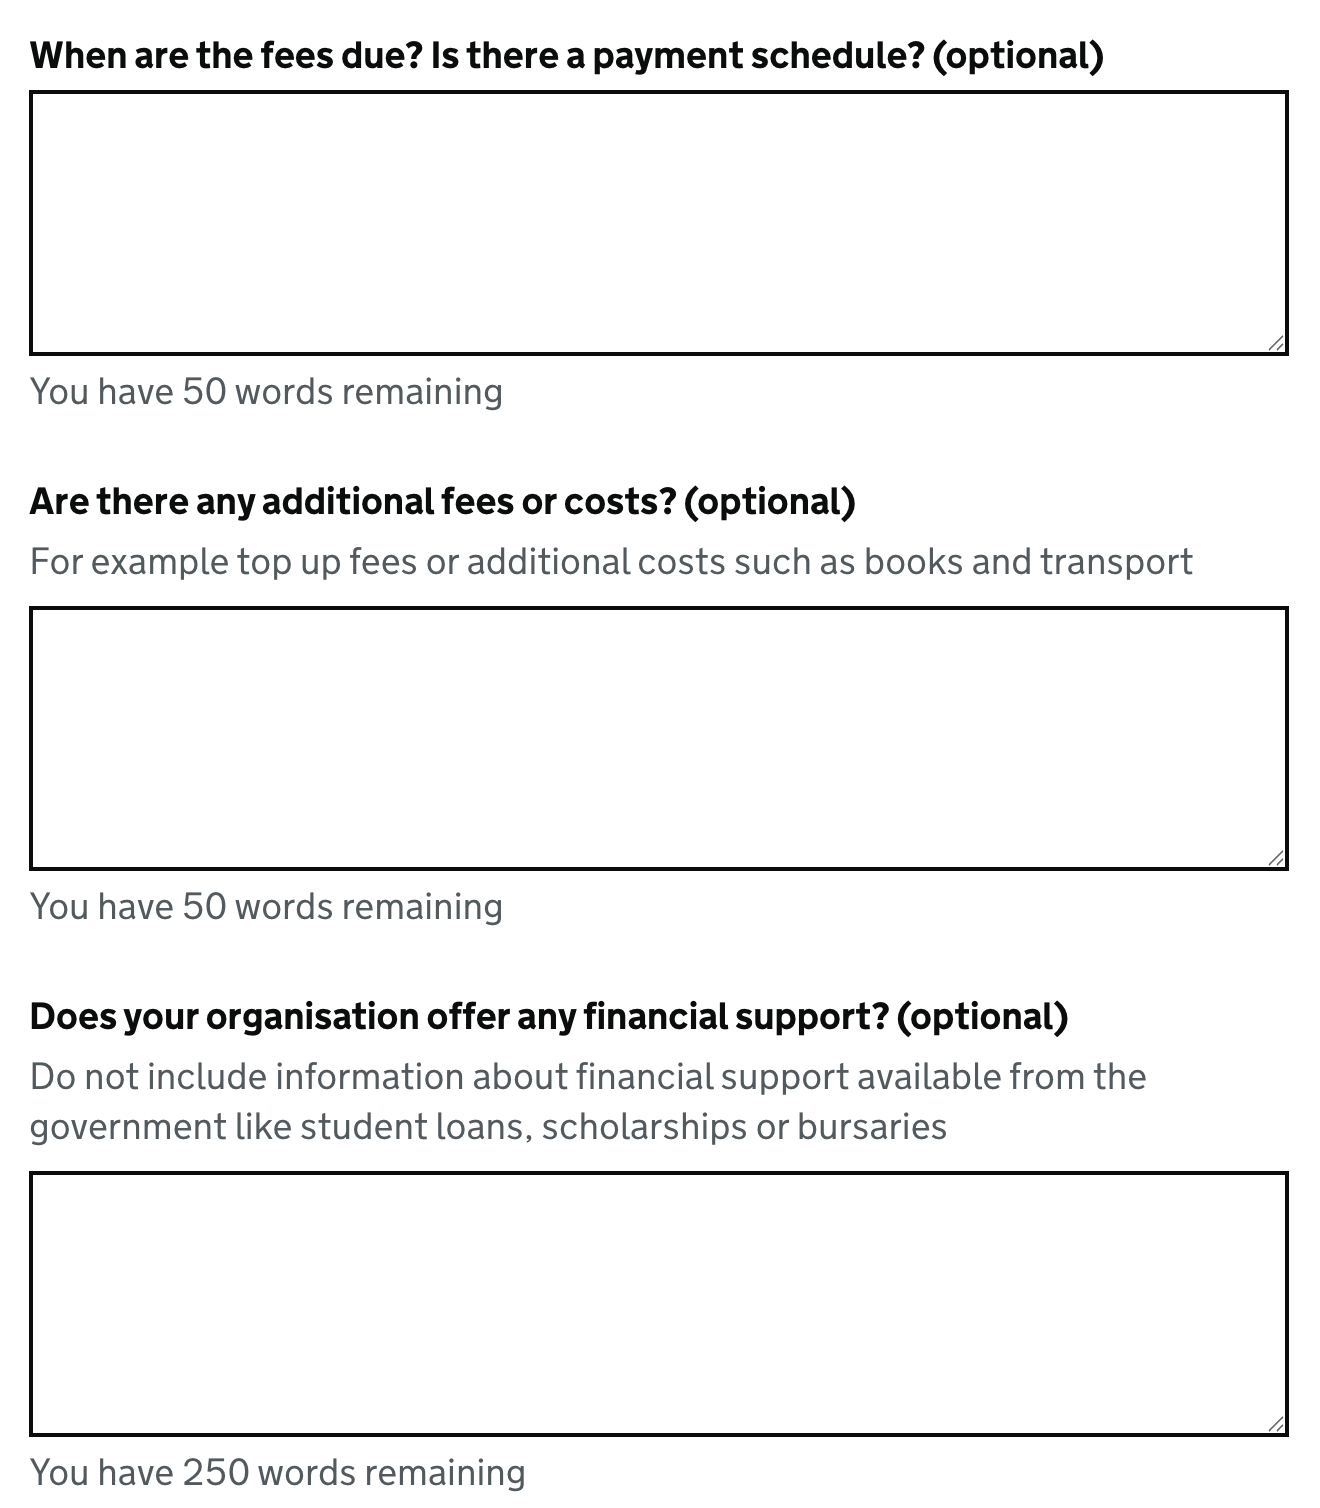 When are the fees due? Is there a payment schedule? (optional)
You have 50 words remaining
Are there any additional fees or costs? (optional)
For example top up fees or additional costs such as books and transport
You have 50 words remaining
Does your organisation offer any financial support? (optional)
Do not include information about financial support available from the
government like student loans, scholarships or bursaries
You have 250 words remaining